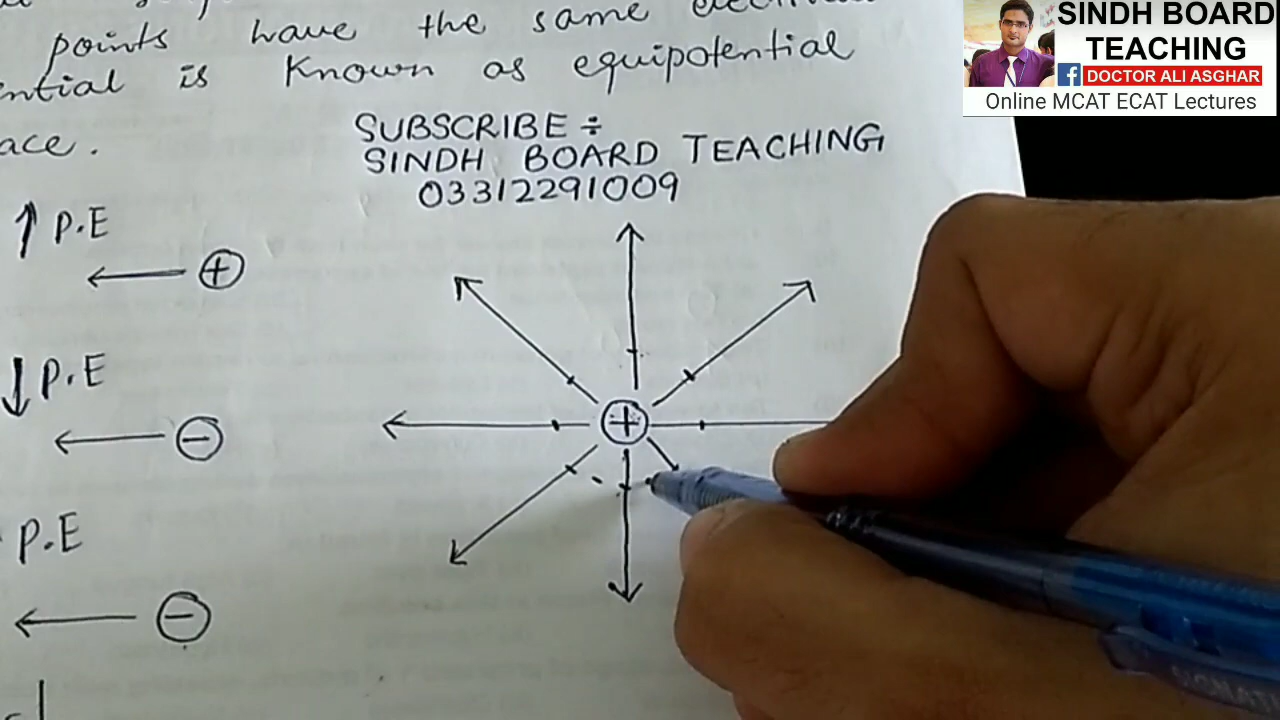 points have the same
ential is Known as equipotential
ace.
SUBSCRIBE ÷
SINDH BOARD TEACHING
03312291009
↑ P.E
+
↓ P.E
−
P.E
−
+
SINDH BOARD
TEACHING
f DOCTOR ALI ASGHAR
Online MCAT ECAT Lectures